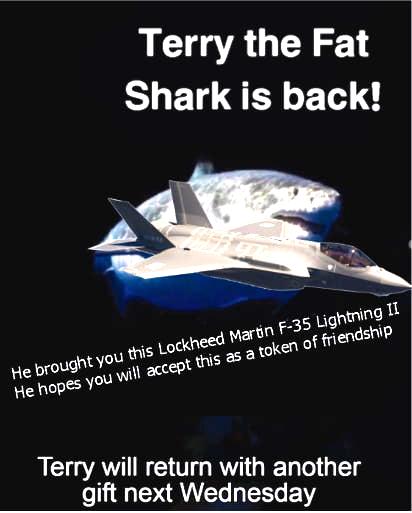 Terry the Fat
Shark is back!
He brought you this Lockheed Martin F-35 Lightning II
He hopes you will accept this as a token of friendship
Terry will return with another
gift next Wednesday